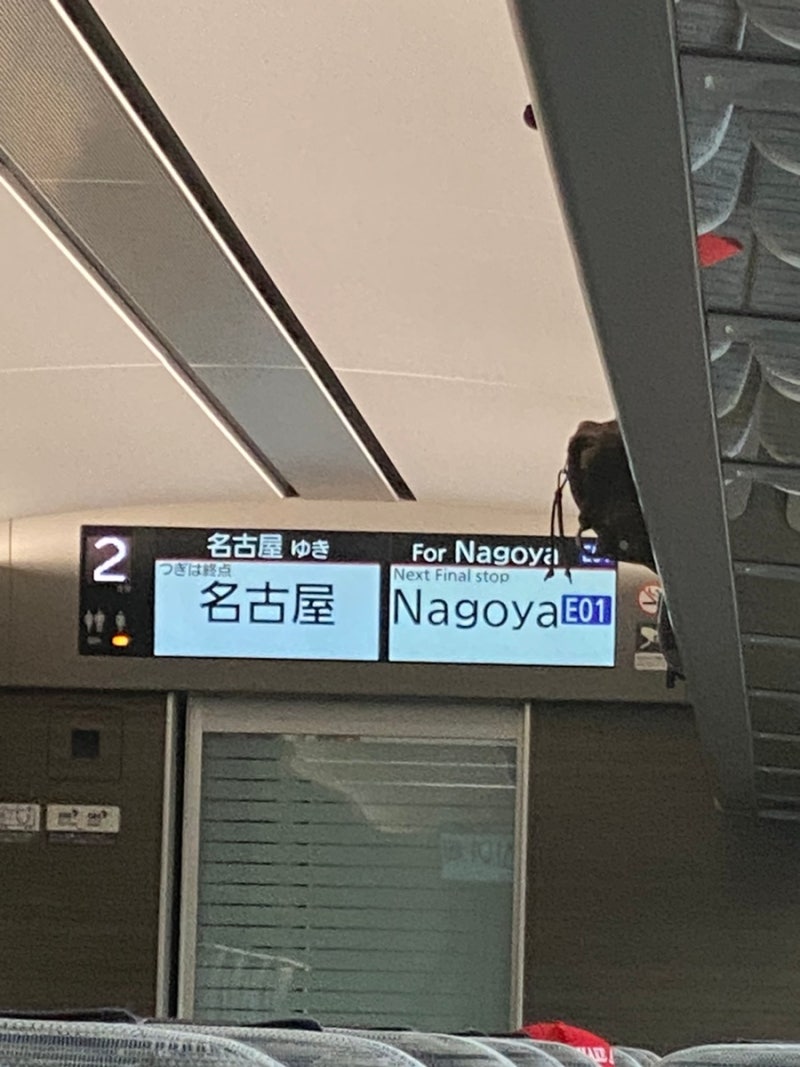 2
名古屋 ゆき
For Nagoya E01
つぎは終点
名古屋
Next Final stop
Nagoya E01